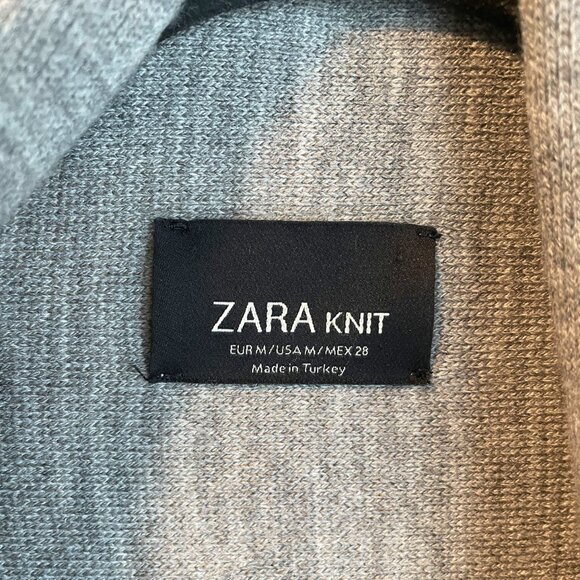 ZARA KNIT
EUR M/USA M/MEX 28
Made in Turkey